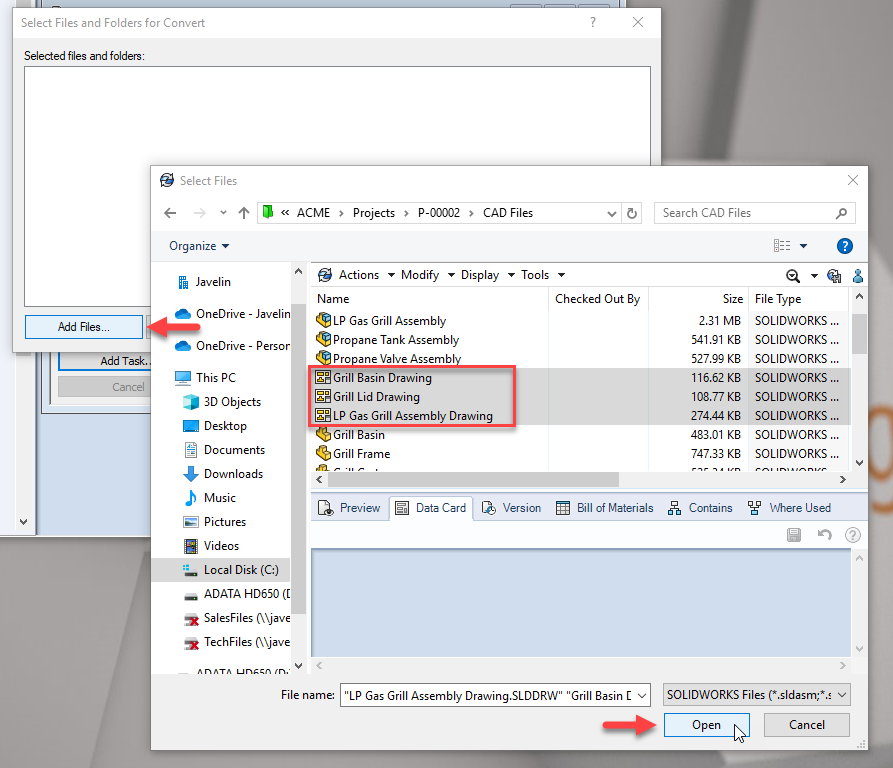 Select Files and Folders for Convert
?
Selected files and folders:
Add Files...
Add Task..
Cancel
Select Files
« ACME > Projects > P-00002 > CAD Files
Search CAD Files
Organize
?
Javelin
OneDrive - Javelin
OneDrive - Person
This PC
3D Objects
Desktop
Documents
Downloads
Music
Pictures
Videos
Local Disk (C:)
ADATA HD650 (D
SalesFiles (\\jave
TechFiles (\\jave
ADATA HD650 (D
Actions Modify Display Tools
Name Checked Out By Size File Type
LP Gas Grill Assembly 2.31 MB SOLIDWORKS ...
Propane Tank Assembly 541.91 KB SOLIDWORKS ...
Propane Valve Assembly 527.99 KB SOLIDWORKS ...
Grill Basin Drawing 116.62 KB SOLIDWORKS ...
Grill Lid Drawing 108.77 KB SOLIDWORKS ...
LP Gas Grill Assembly Drawing 274.44 KB SOLIDWORKS ...
Grill Basin 483.01 KB SOLIDWORKS ...
Grill Frame 747.33 KB SOLIDWORKS ...
Preview Data Card Version Bill of Materials Contains Where Used
?
File name: "LP Gas Grill Assembly Drawing.SLDDRW" "Grill Basin D
SOLIDWORKS Files (*.sldasm;*.s
Open Cancel